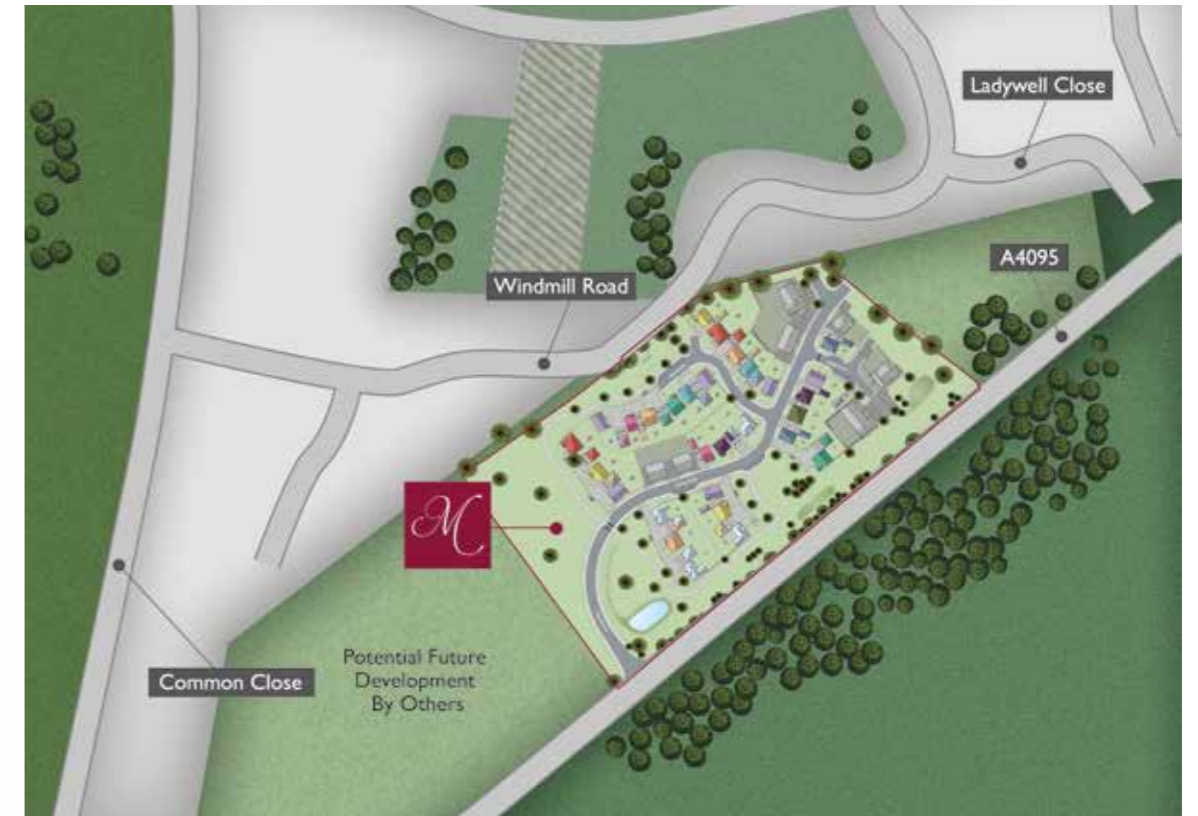 Ladywell Close
A4095
Windmill Road
M
Common Close
Potential Future
Development
By Others